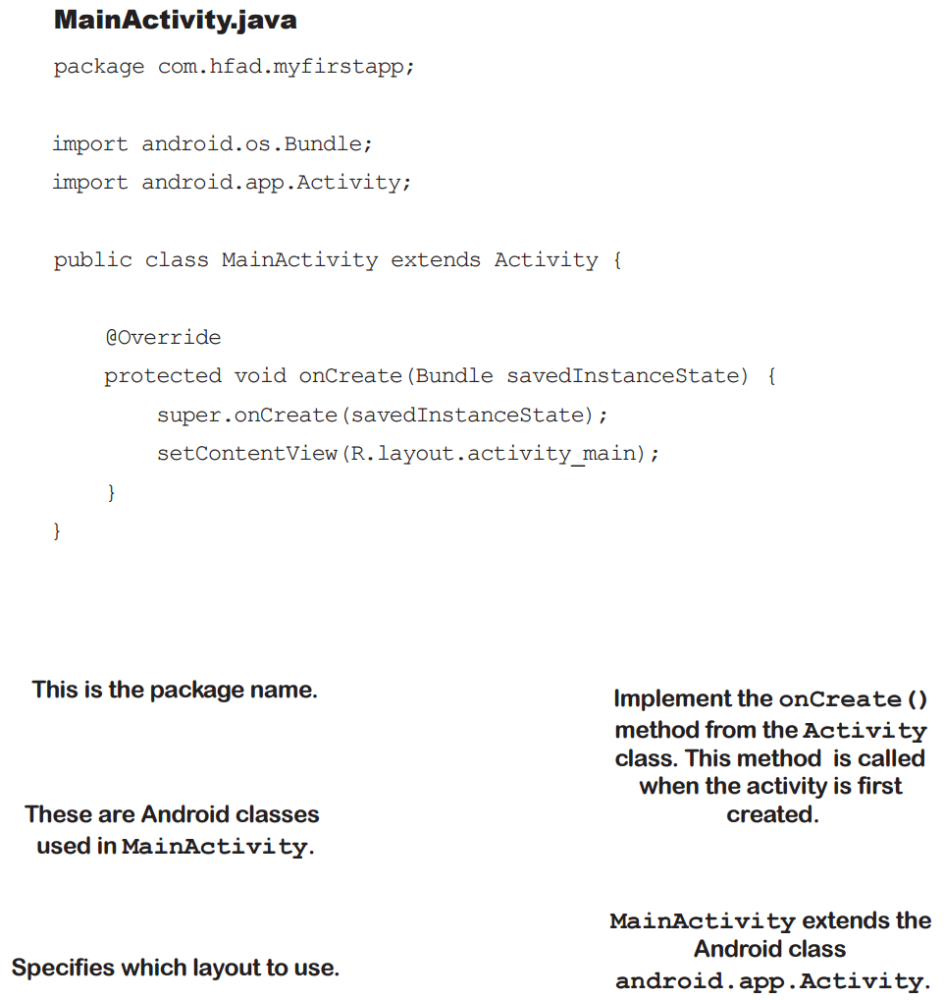 MainActivity.java
package com.hfad.myfirstapp;
import android.os.Bundle;
import android.app.Activity;
public class MainActivity extends Activity {
@Override
protected void onCreate(Bundle savedInstanceState) {
super.onCreate(savedInstanceState);
setContentView(R.layout.activity_main);
}
}
This is the package name.
These are Android classes
used in MainActivity.
Specifies which layout to use.
Implement the onCreate()
method from the Activity
class. This method is called
when the activity is first
created.
MainActivity extends the
Android class
android.app.Activity.